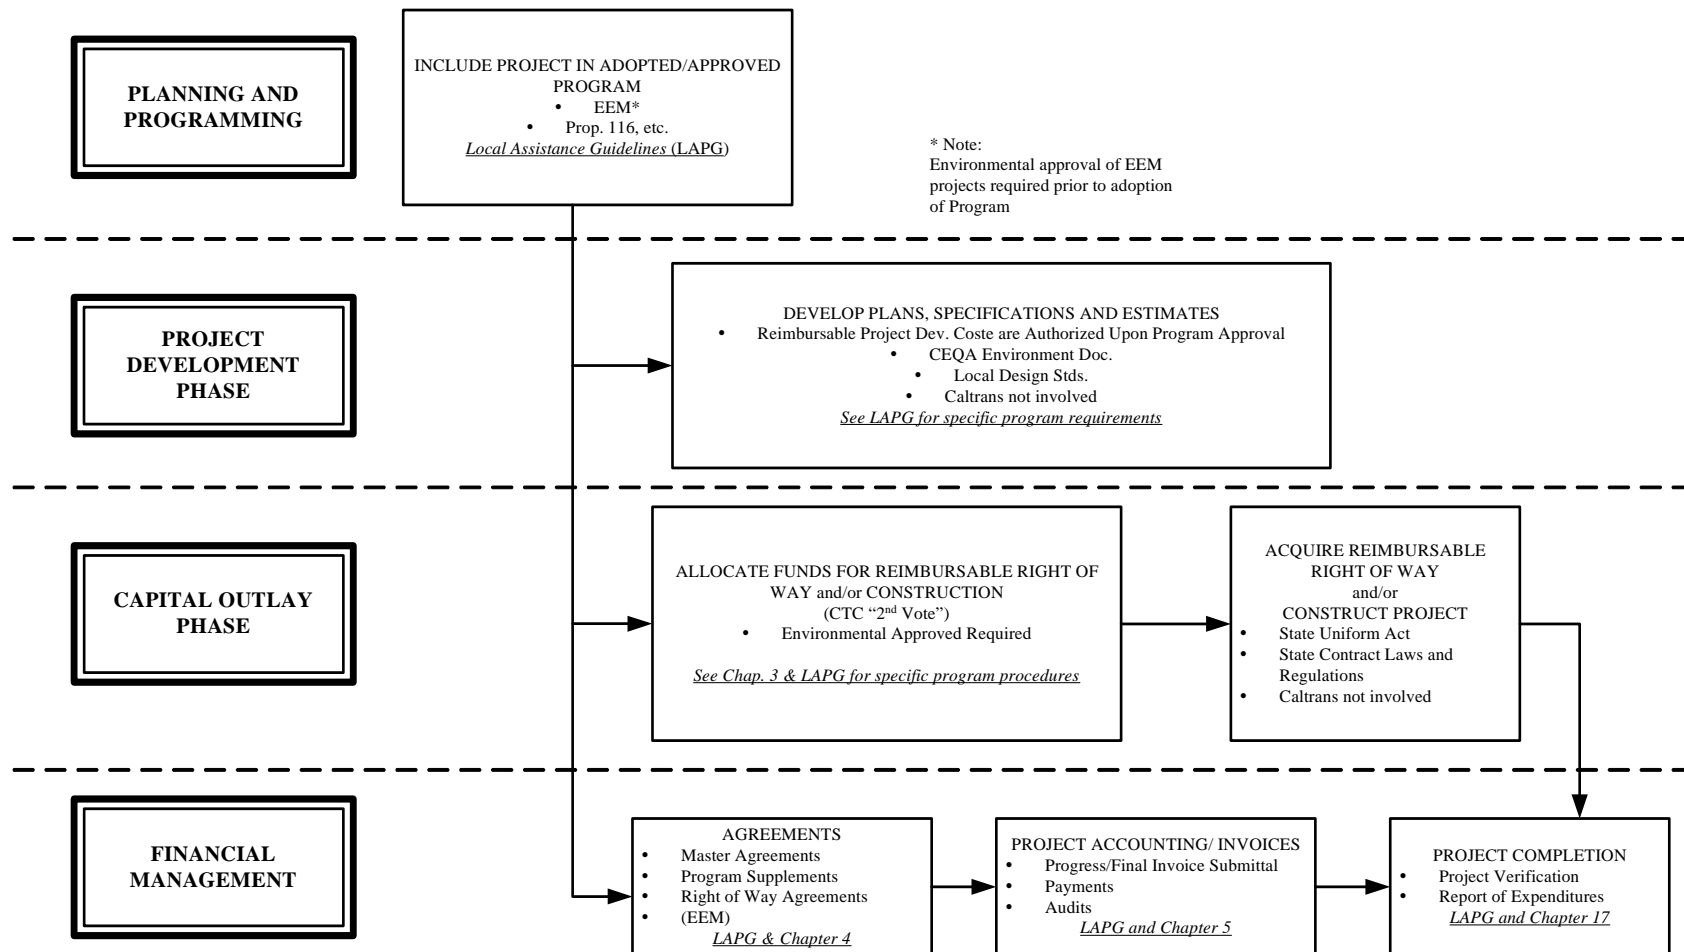 PLANNING AND
PROGRAMMING
INCLUDE PROJECT IN ADOPTED/APPROVED
PROGRAM
• EEM*
• Prop. 116, etc.
Local Assistance Guidelines (LAPG)
* Note:
Environmental approval of EEM
projects required prior to adoption
of Program
PROJECT
DEVELOPMENT
PHASE
DEVELOP PLANS, SPECIFICATIONS AND ESTIMATES
• Reimbursable Project Dev. Coste are Authorized Upon Program Approval
• CEQA Environment Doc.
• Local Design Stds.
• Caltrans not involved
See LAPG for specific program requirements
CAPITAL OUTLAY
PHASE
ALLOCATE FUNDS FOR REIMBURSABLE RIGHT OF
WAY and/or CONSTRUCTION
(CTC “2nd Vote”)
• Environmental Approved Required
See Chap. 3 & LAPG for specific program procedures
ACQUIRE REIMBURSABLE
RIGHT OF WAY
and/or
CONSTRUCT PROJECT
• State Uniform Act
• State Contract Laws and
Regulations
• Caltrans not involved
FINANCIAL
MANAGEMENT
AGREEMENTS
• Master Agreements
• Program Supplements
• Right of Way Agreements
• (EEM)
LAPG & Chapter 4
PROJECT ACCOUNTING/ INVOICES
• Progress/Final Invoice Submittal
• Payments
• Audits
LAPG and Chapter 5
PROJECT COMPLETION
• Project Verification
• Report of Expenditures
LAPG and Chapter 17